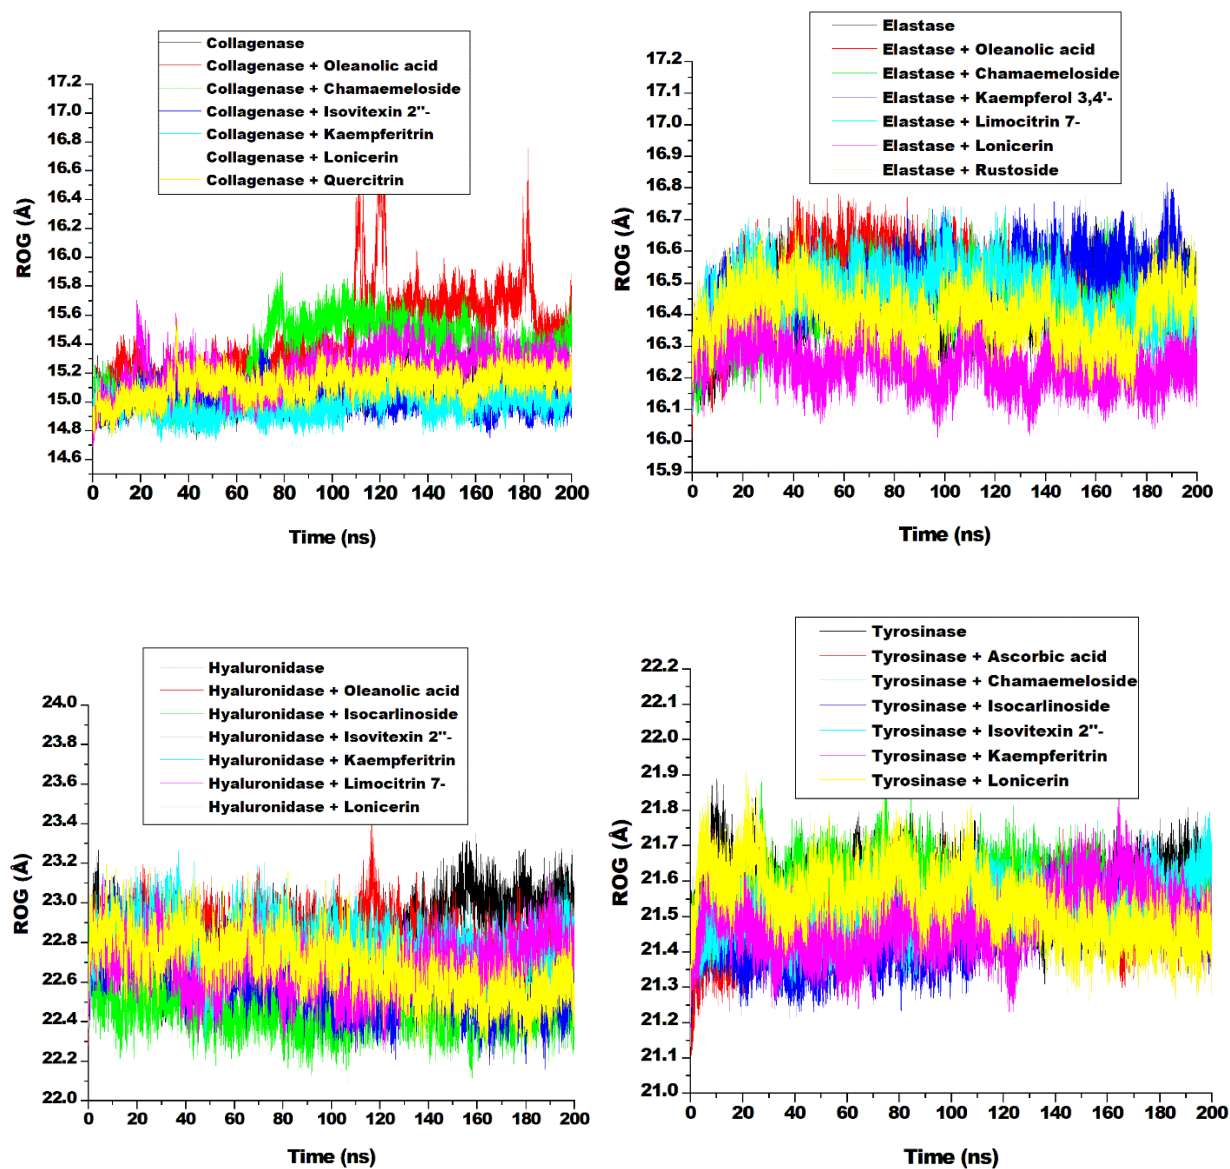 Collagenase
Collagenase + Oleanolic acid
Collagenase + Chamaemeloside
Collagenase + Isovitexin 2"-
Collagenase + Kaempferitrin
Collagenase + Lonicerin
Collagenase + Quercitrin
17.2
17.0
16.8
16.6
16.4
16.2
16.0
15.8
15.6
15.4
15.2
15.0
14.8
14.6
ROG (Å)
0 20 40 60 80 100 120 140 160 180 200
Time (ns)
Elastase
Elastase + Oleanolic acid
Elastase + Chamaemeloside
Elastase + Kaempferol 3,4'-
Elastase + Limocitrin 7-
Elastase + Lonicerin
Elastase + Rustoside
17.2
17.1
17.0
16.9
16.8
16.7
16.6
16.5
16.4
16.3
16.2
16.1
16.0
15.9
ROG (Å)
0 20 40 60 80 100 120 140 160 180 200
Time (ns)
Hyaluronidase
Hyaluronidase + Oleanolic acid
Hyaluronidase + Isocarlinoside
Hyaluronidase + Isovitexin 2"-
Hyaluronidase + Kaempferitrin
Hyaluronidase + Limocitrin 7-
Hyaluronidase + Lonicerin
24.0
23.8
23.6
23.4
23.2
23.0
22.8
22.6
22.4
22.2
22.0
ROG (Å)
0 20 40 60 80 100 120 140 160 180 200
Time (ns)
Tyrosinase
Tyrosinase + Ascorbic acid
Tyrosinase + Chamaemeloside
Tyrosinase + Isocarlinoside
Tyrosinase + Isovitexin 2"-
Tyrosinase + Kaempferitrin
Tyrosinase + Lonicerin
22.2
22.1
22.0
21.9
21.8
21.7
21.6
21.5
21.4
21.3
21.2
21.1
21.0
ROG (Å)
0 20 40 60 80 100 120 140 160 180 200
Time (ns)